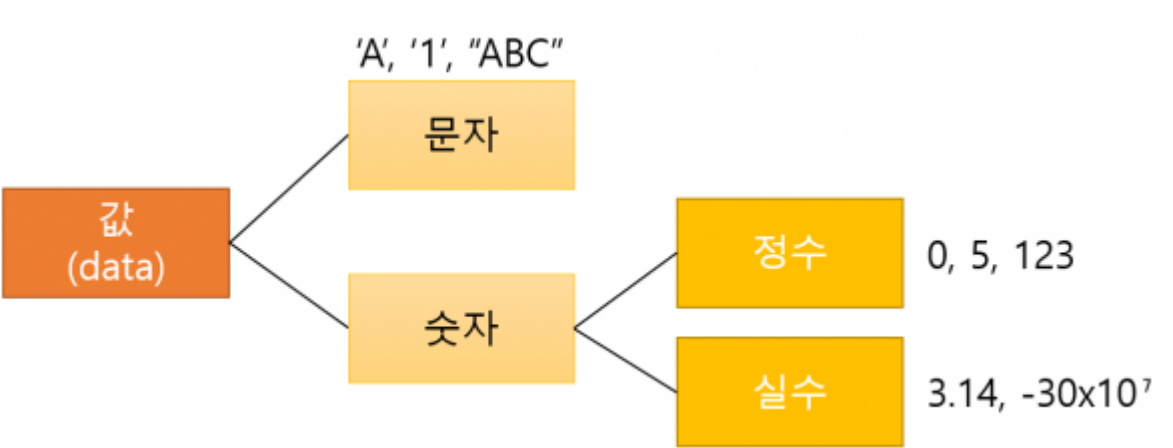 'A', '1', "ABC"
문자
값
(data)
정수
0, 5, 123
숫자
실수
3.14, -30x10⁷